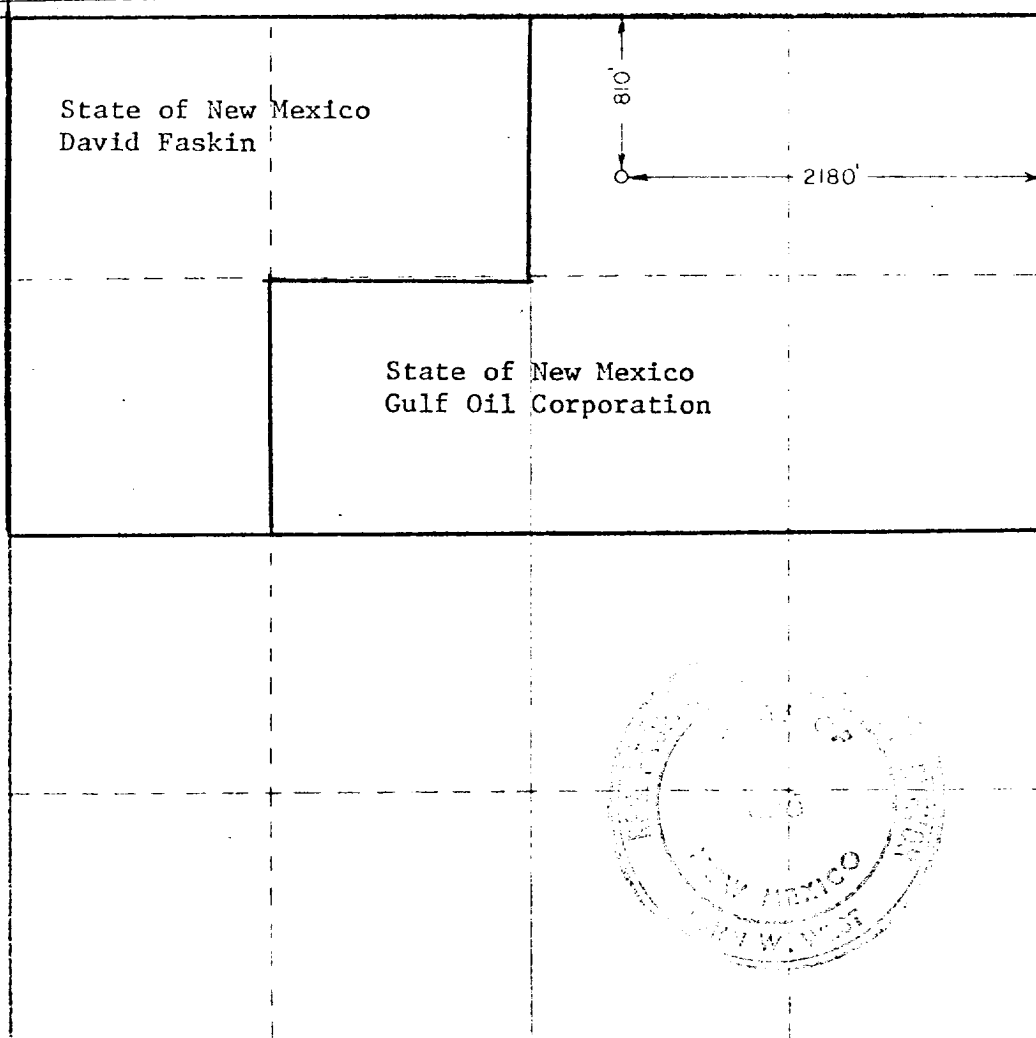 State of New Mexico
David Faskin
810'
2180'
State of New Mexico
Gulf Oil Corporation
NEW MEXICO